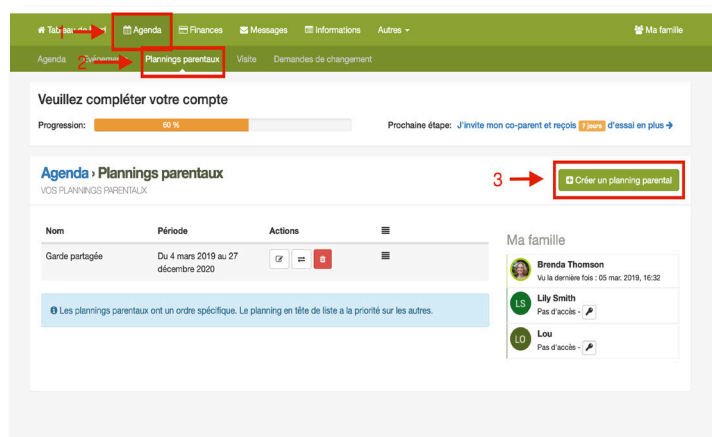 Tableau de bord Agenda Finances Messages Informations Autres Ma famille
1
Agenda Événements Plannings parentaux Visite Demandes de changement
2
Veuillez compléter votre compte
Progression: 60 % Prochaine étape: J'invite mon co-parent et reçois 7 jours d'essai en plus
Agenda › Plannings parentaux
VOS PLANNINGS PARENTAUX
3 Créer un planning parental
Nom Période Actions
Garde partagée Du 4 mars 2019 au 27
décembre 2020
Les plannings parentaux ont un ordre spécifique. Le planning en tête de liste a la priorité sur les autres.
Ma famille
Brenda Thomson
Vu la dernière fois : 05 mar. 2019, 16:32
LS Lily Smith
Pas d'accès -
LO Lou
Pas d'accès -